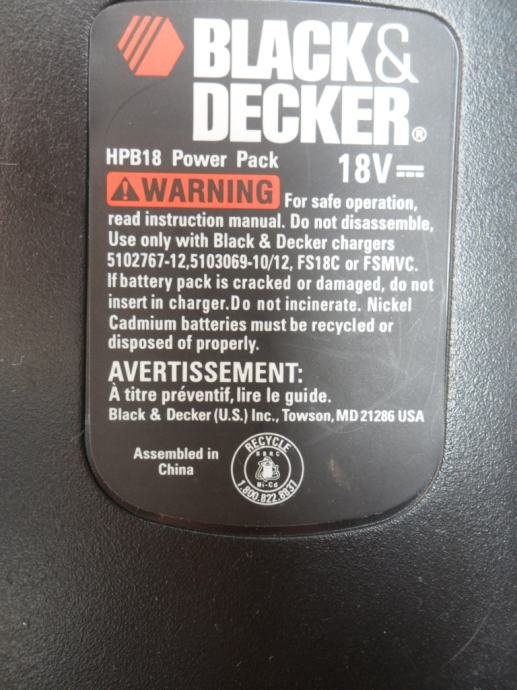 BLACK&
DECKER®
HPB18 Power Pack 18V
WARNING For safe operation,
read instruction manual. Do not disassemble,
Use only with Black & Decker chargers
5102767-12,5103069-10/12, FS18C or FSMVC.
If battery pack is cracked or damaged, do not
insert in charger.Do not incinerate. Nickel
Cadmium batteries must be recycled or
disposed of properly.
AVERTISSEMENT:
À titre préventif, lire le guide.
Black & Decker (U.S.) Inc., Towson, MD 21286 USA
Assembled in
China
RECYCLE
RBRC
Ni-Cd
1.800.822.8837